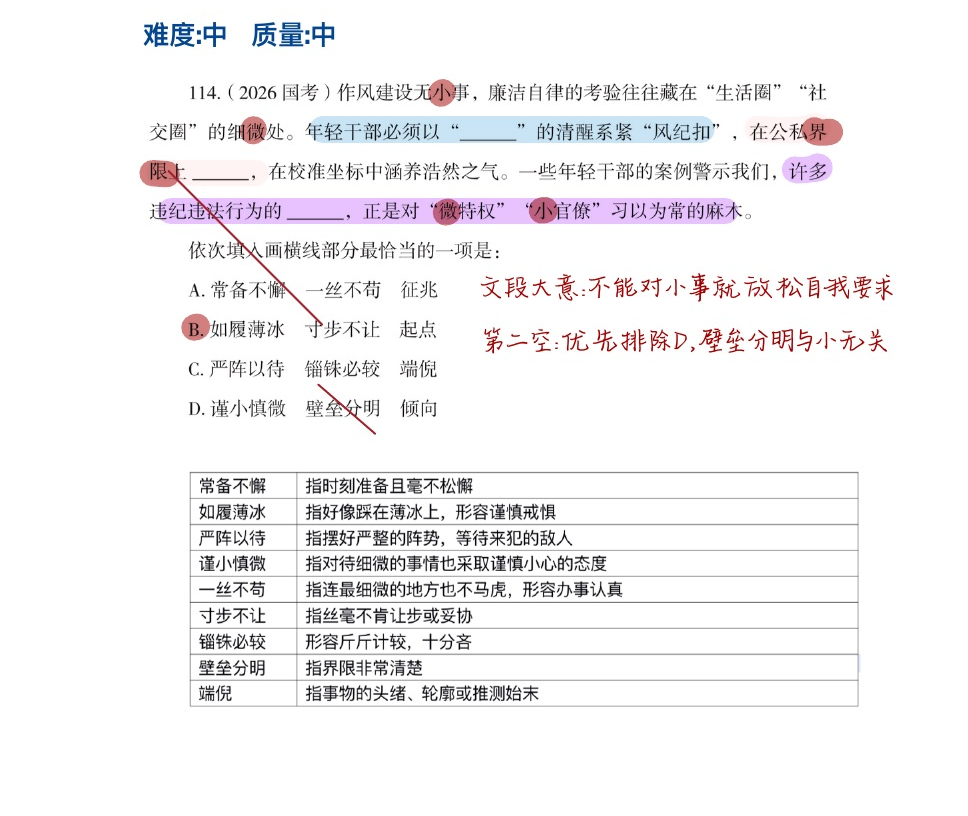 难度:中　质量:中
114.（2026国考）作风建设无小事，廉洁自律的考验往往藏在“生活圈”“社
交圈”的细微处。年轻干部必须以“______”的清醒系紧“风纪扣”，在公私界
限上 ______，在校准坐标中涵养浩然之气。一些年轻干部的案例警示我们，许多
违纪违法行为的 ______，正是对“微特权”“小官僚”习以为常的麻木。
依次填入画横线部分最恰当的一项是：
A. 常备不懈　一丝不苟　征兆
文段大意:不能对小事就放松自我要求
B. 如履薄冰　寸步不让　起点
第二空:优先排除D,壁垒分明与小无关
C. 严阵以待　锱铢必较　端倪
D. 谨小慎微　壁垒分明　倾向
常备不懈　指时刻准备且毫不松懈
如履薄冰　指好像踩在薄冰上，形容谨慎戒惧
严阵以待　指摆好严整的阵势，等待来犯的敌人
谨小慎微　指对待细微的事情也采取谨慎小心的态度
一丝不苟　指连最细微的地方也不马虎，形容办事认真
寸步不让　指丝毫不肯让步或妥协
锱铢必较　形容斤斤计较，十分吝
壁垒分明　指界限非常清楚
端倪　指事物的头绪、轮廓或推测始末